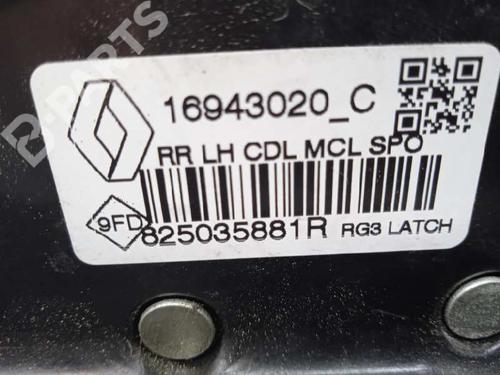 B-PARTS
16943020_C
RR LH CDL MCL SPO
9FD
825035881R RG3 LATCH